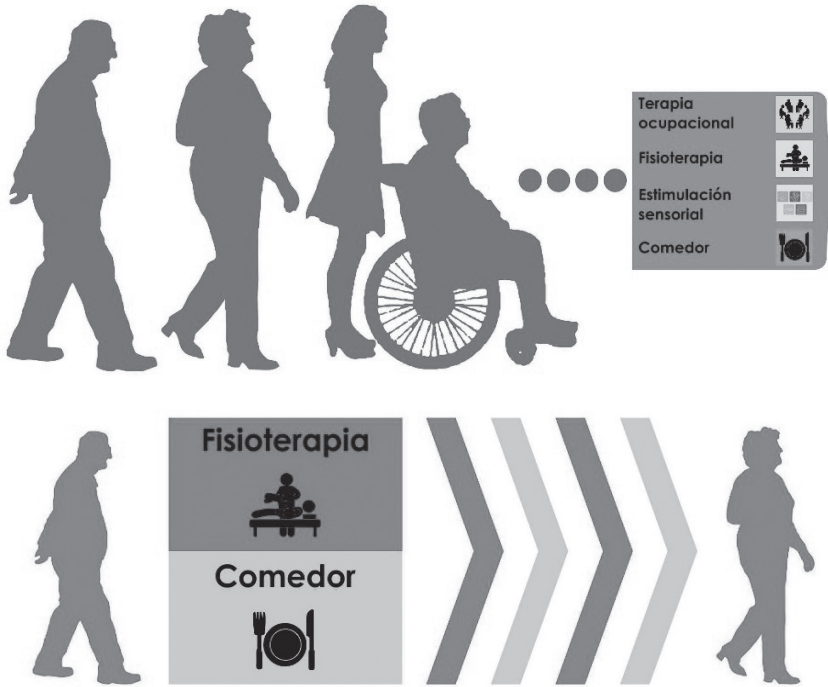 Terapia
ocupacional
Fisioterapia
Estimulación
sensorial
Comedor
Fisioterapia
Comedor